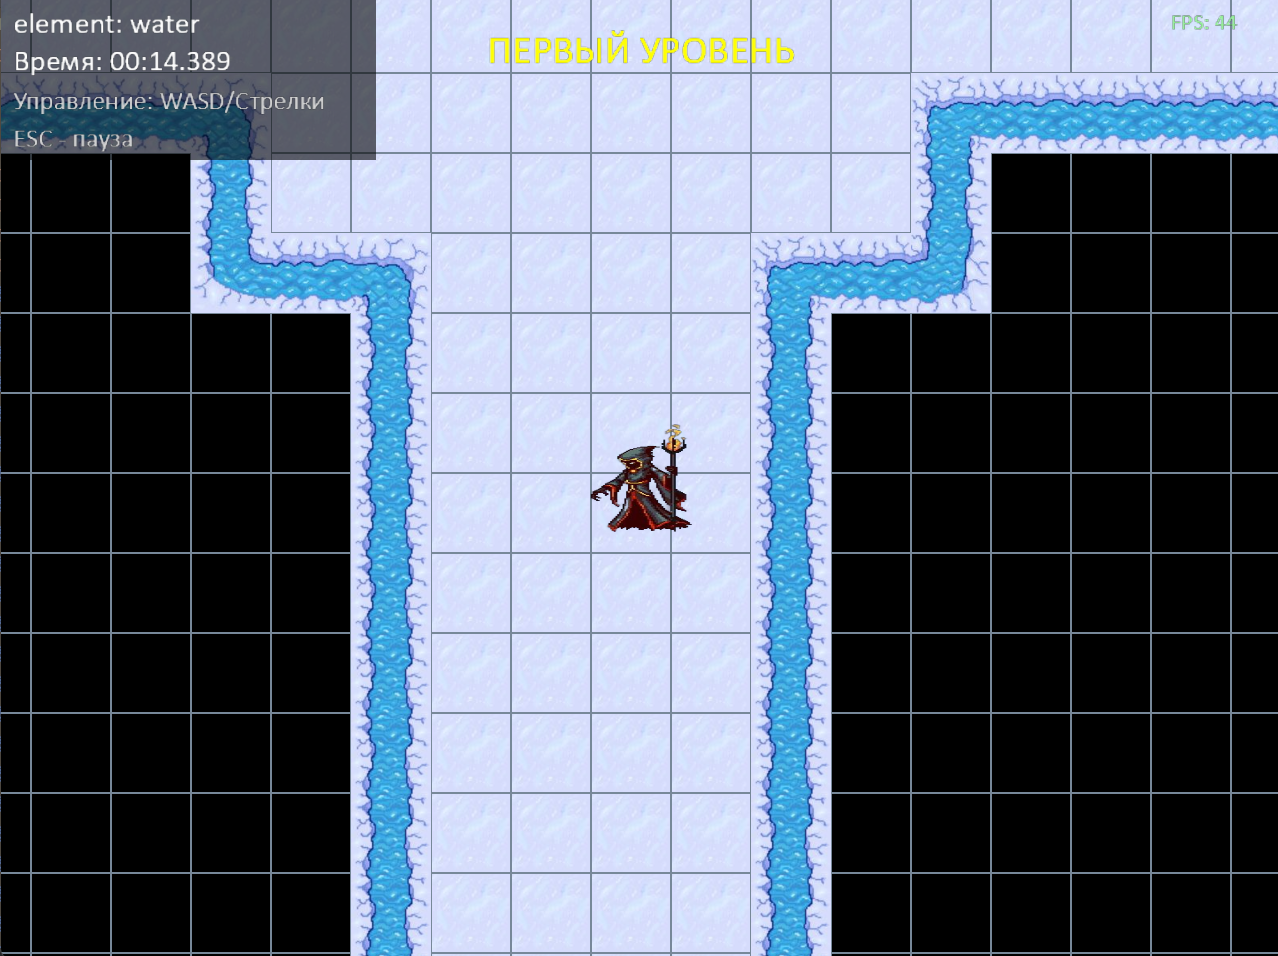 element: water
Время: 00:14.389
Управление: WASD/Стрелки
ESC - пауза
ПЕРВЫЙ УРОВЕНЬ
FPS: 44